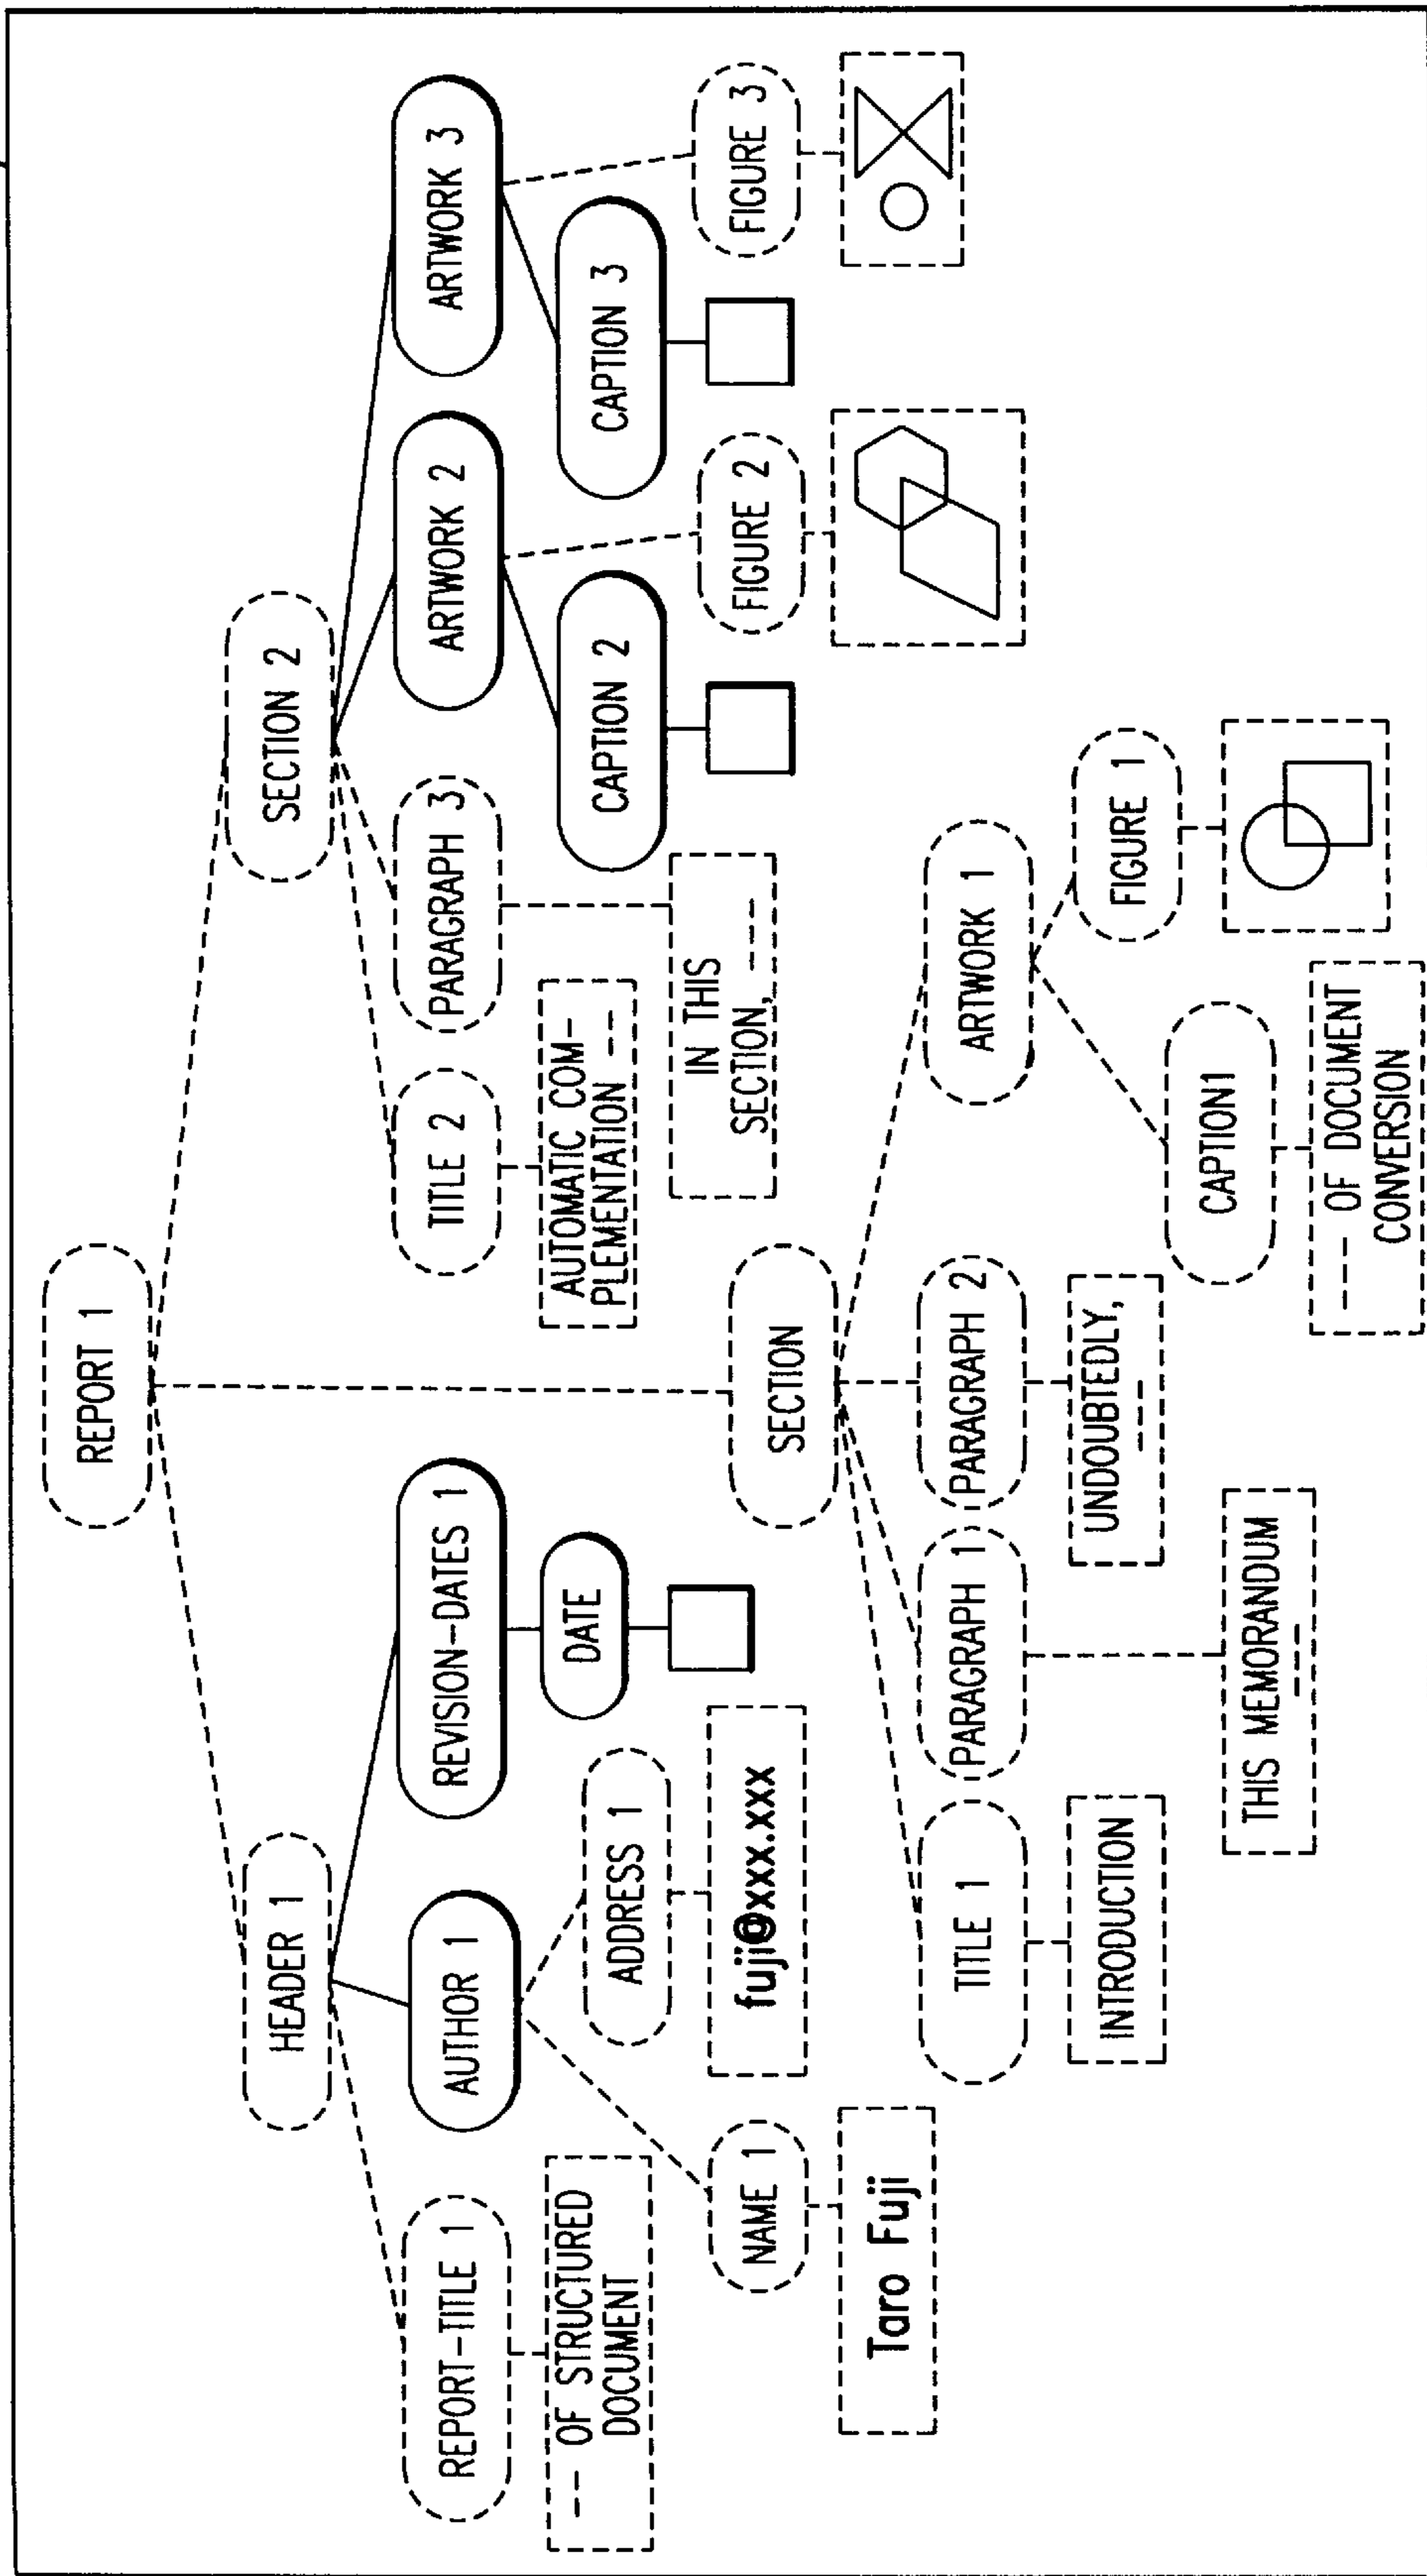 REPORT 1
HEADER 1
SECTION 2
REPORT-TITLE 1
AUTHOR 1
REVISION-DATES 1
TITLE 2
PARAGRAPH 3
ARTWORK 2
ARTWORK 3
-- OF STRUCTURED
DOCUMENT
ADDRESS 1
DATE
AUTOMATIC COM-
PLEMENTATION --
CAPTION 2
CAPTION 3
NAME 1
fuji@xxx.xxx
IN THIS
SECTION, ---
FIGURE 2
FIGURE 3
Taro Fuji
SECTION
TITLE 1
PARAGRAPH 1
PARAGRAPH 2
ARTWORK 1
INTRODUCTION
UNDOUBTEDLY,
----
FIGURE 1
THIS MEMORANDUM
----
CAPTION1
---- OF DOCUMENT
CONVERSION